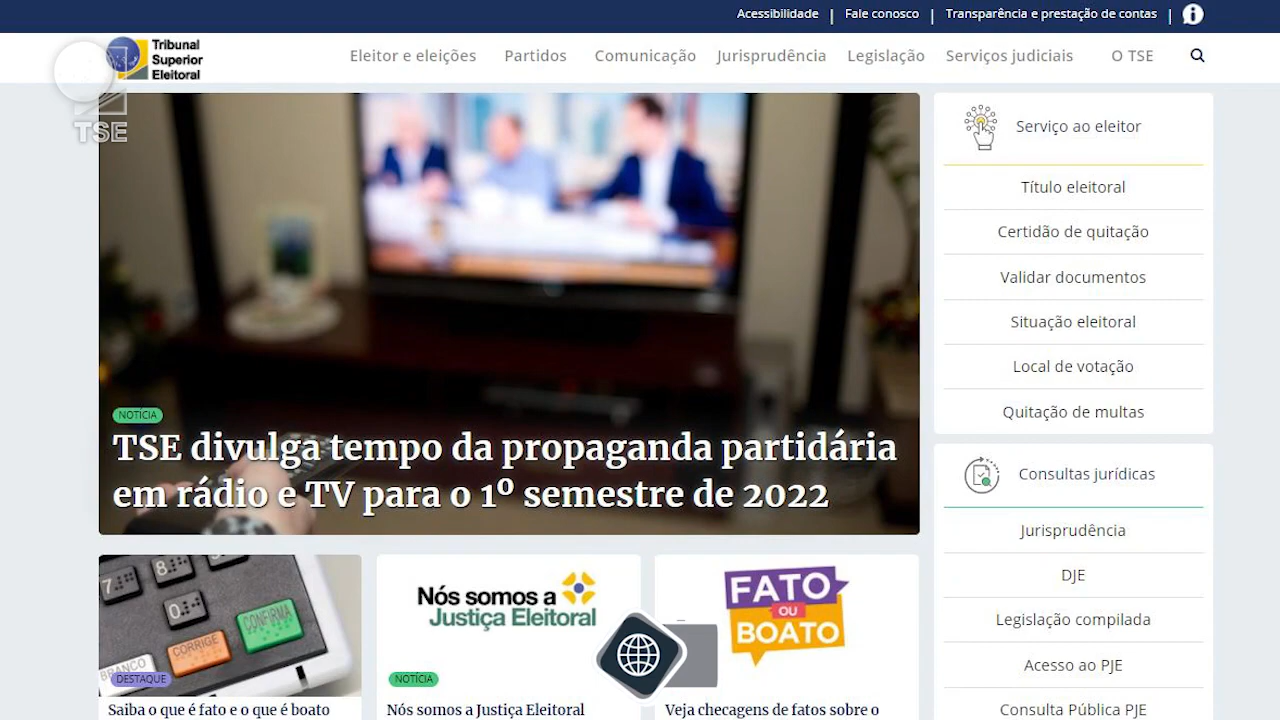 Acessibilidade | Fale conosco | Transparência e prestação de contas |
Tribunal
Superior
Eleitoral
Eleitor e eleições Partidos Comunicação Jurisprudência Legislação Serviços judiciais O TSE
TSE
NOTÍCIA
TSE divulga tempo da propaganda partidária
em rádio e TV para o 1º semestre de 2022
Serviço ao eleitor
Título eleitoral
Certidão de quitação
Validar documentos
Situação eleitoral
Local de votação
Quitação de multas
Consultas jurídicas
Jurisprudência
DJE
Legislação compilada
Acesso ao PJE
Consulta Pública PJE
7
8
0
BRANCO
CORRIGE
CONFIRMA
DESTAQUE
Saiba o que é fato e o que é boato
Nós somos a
Justiça Eleitoral
NOTÍCIA
Nós somos a Justiça Eleitoral
FATO
OU
BOATO
Veja checagens de fatos sobre o